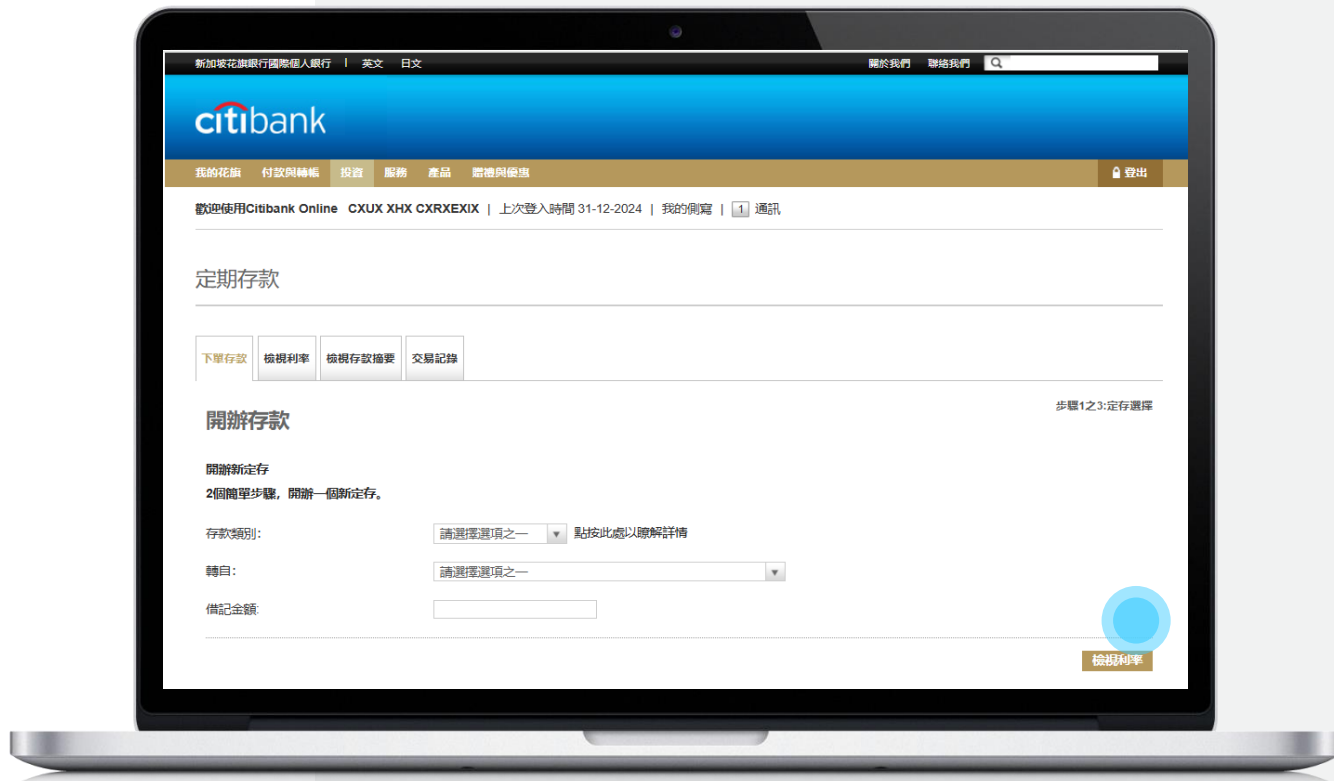 新加坡花旗銀行國際個人銀行 | 英文 日文 關於我們 聯絡我們
citibank
我的花旗 付款與轉帳 投資 服務 產品 贈禮與優惠 登出
歡迎使用Citibank Online CXUX XHX CXRXEXIX | 上次登入時間 31-12-2024 | 我的側寫 | 1 通訊
定期存款
下單存款 檢視利率 檢視存款摘要 交易記錄
步驟1之3:定存選擇
開辦存款
開辦新定存
2個簡單步驟，開辦一個新定存。
存款類別： 請選擇選項之一 點按此處以瞭解詳情
轉自： 請選擇選項之一
借記金額:
檢視利率